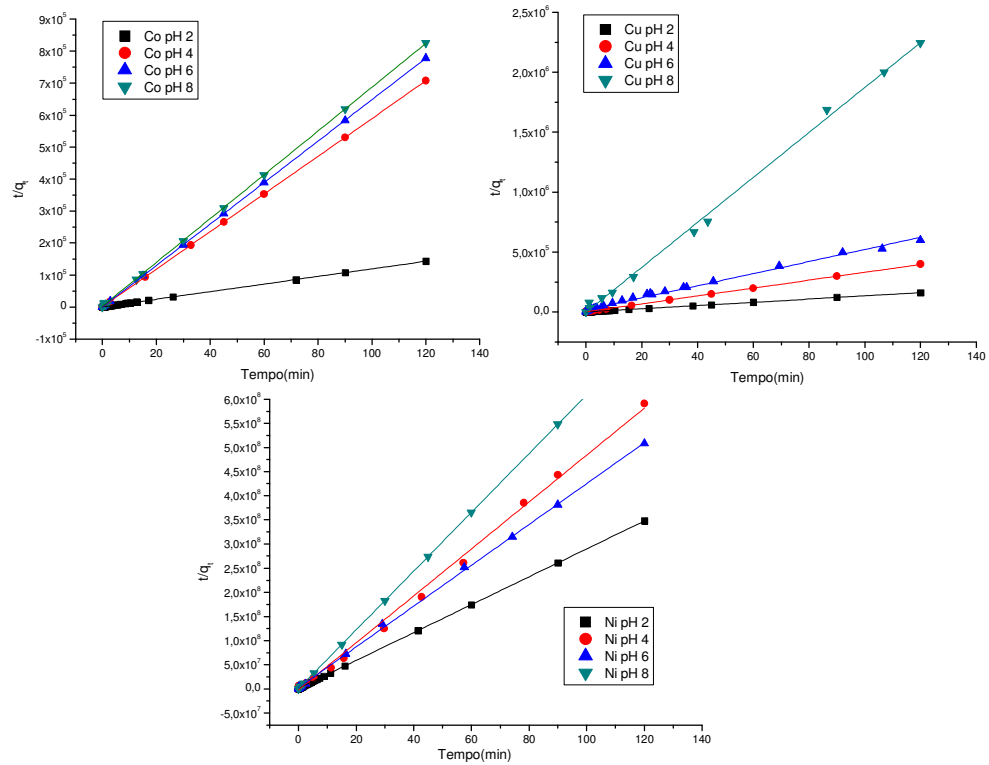 9x10⁵
8x10⁵
7x10⁵
6x10⁵
5x10⁵
4x10⁵
3x10⁵
2x10⁵
1x10⁵
0
-1x10⁵
t/qₜ
Co pH 2
Co pH 4
Co pH 6
Co pH 8
0 20 40 60 80 100 120 140
Tempo(min)
2,5x10⁶
2,0x10⁶
1,5x10⁶
1,0x10⁶
5,0x10⁵
0,0
t/qₜ
Cu pH 2
Cu pH 4
Cu pH 6
Cu pH 8
0 20 40 60 80 100 120 140
Tempo(min)
6,0x10⁸
5,5x10⁸
5,0x10⁸
4,5x10⁸
4,0x10⁸
3,5x10⁸
3,0x10⁸
2,5x10⁸
2,0x10⁸
1,5x10⁸
1,0x10⁸
5,0x10⁷
0,0
-5,0x10⁷
t/qₜ
Ni pH 2
Ni pH 4
Ni pH 6
Ni pH 8
0 20 40 60 80 100 120 140
Tempo(min)